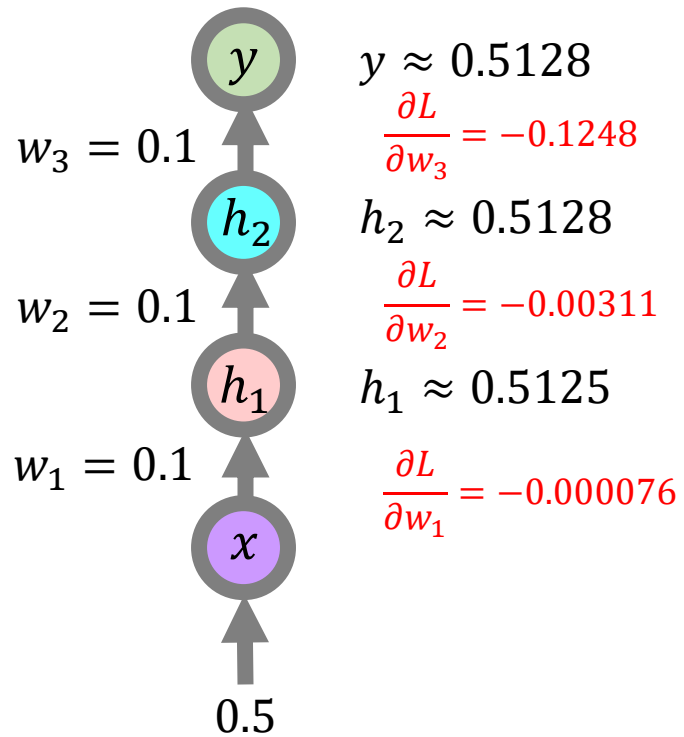 y
y ≈ 0.5128
w₃ = 0.1
∂L/∂w₃ = −0.1248
h₂
h₂ ≈ 0.5128
w₂ = 0.1
∂L/∂w₂ = −0.00311
h₁
h₁ ≈ 0.5125
w₁ = 0.1
∂L/∂w₁ = −0.000076
x
0.5